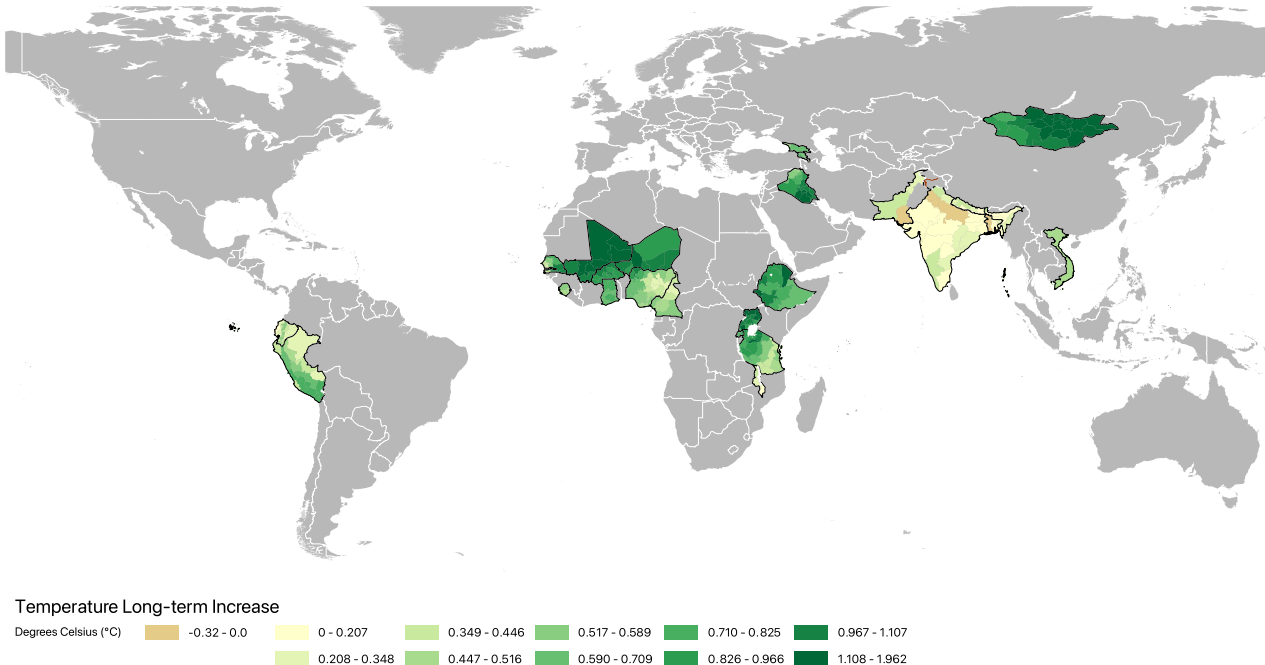 Temperature Long-term Increase
Degrees Celsius (°C) -0.32 - 0.0 0 - 0.207 0.349 - 0.446 0.517 - 0.589 0.710 - 0.825 0.967 - 1.107
0.208 - 0.348 0.447 - 0.516 0.590 - 0.709 0.826 - 0.966 1.108 - 1.962